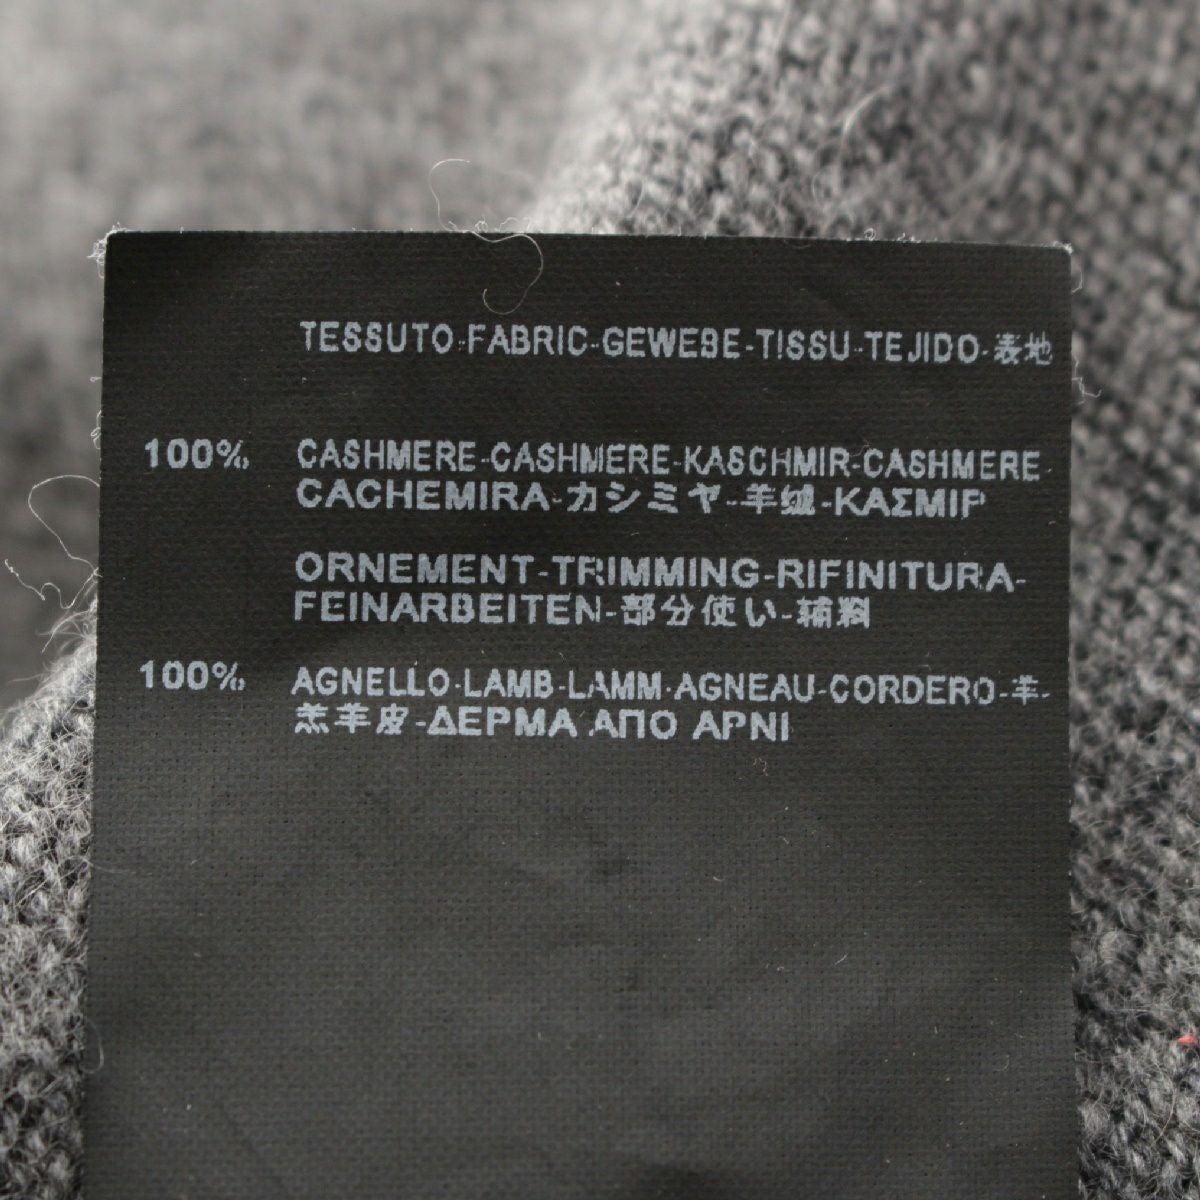 TESSUTO-FABRIC-GEWEBE-TISSU-TEJIDO-表地
100% CASHMERE-CASHMERE-KASCHMIR-CASHMERE-
CACHEMIRA-カシミヤ-羊绒-ΚΑΣΜΙΡ
ORNEMENT-TRIMMING-RIFINITURA-
FEINARBEITEN-部分使い-辅料
100% AGNELLO-LAMB-LAMM-AGNEAU-CORDERO-羊-
羔羊皮-ΔΕΡΜΑ ΑΠΟ ΑΡΝΙ